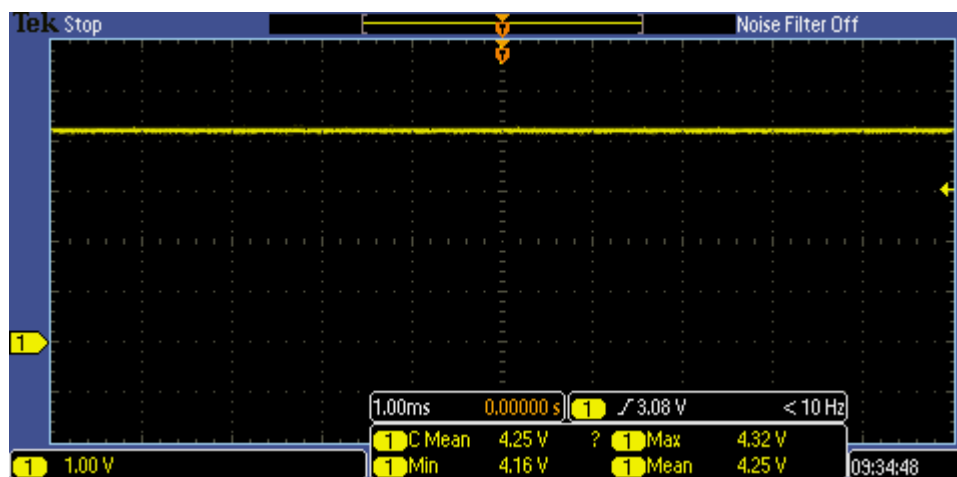 Tek Stop Noise Filter Off
T
T
1
1.00ms 0.00000 s 1 3.08 V < 10 Hz
1 C Mean 4.25 V ? 1 Max 4.32 V
1 1.00 V 1 Min 4.16 V 1 Mean 4.25 V 09:34:48